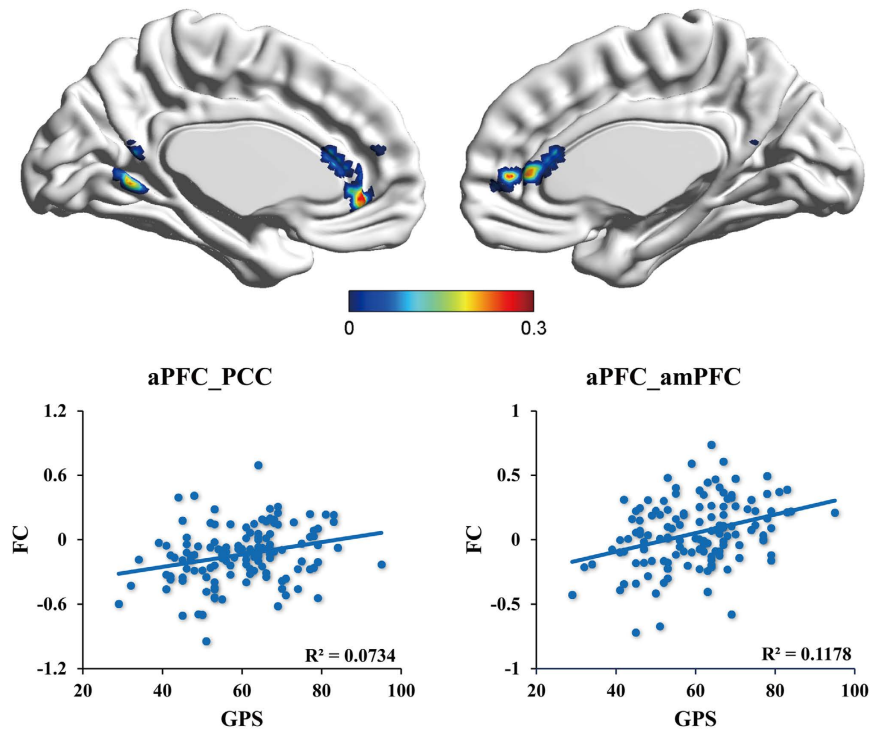 0 0.3
aPFC_PCC
1.2
0.6
0
-0.6
-1.2
FC
R² = 0.0734
20 40 60 80 100
GPS
aPFC_amPFC
1
0.5
0
-0.5
-1
FC
R² = 0.1178
20 40 60 80 100
GPS